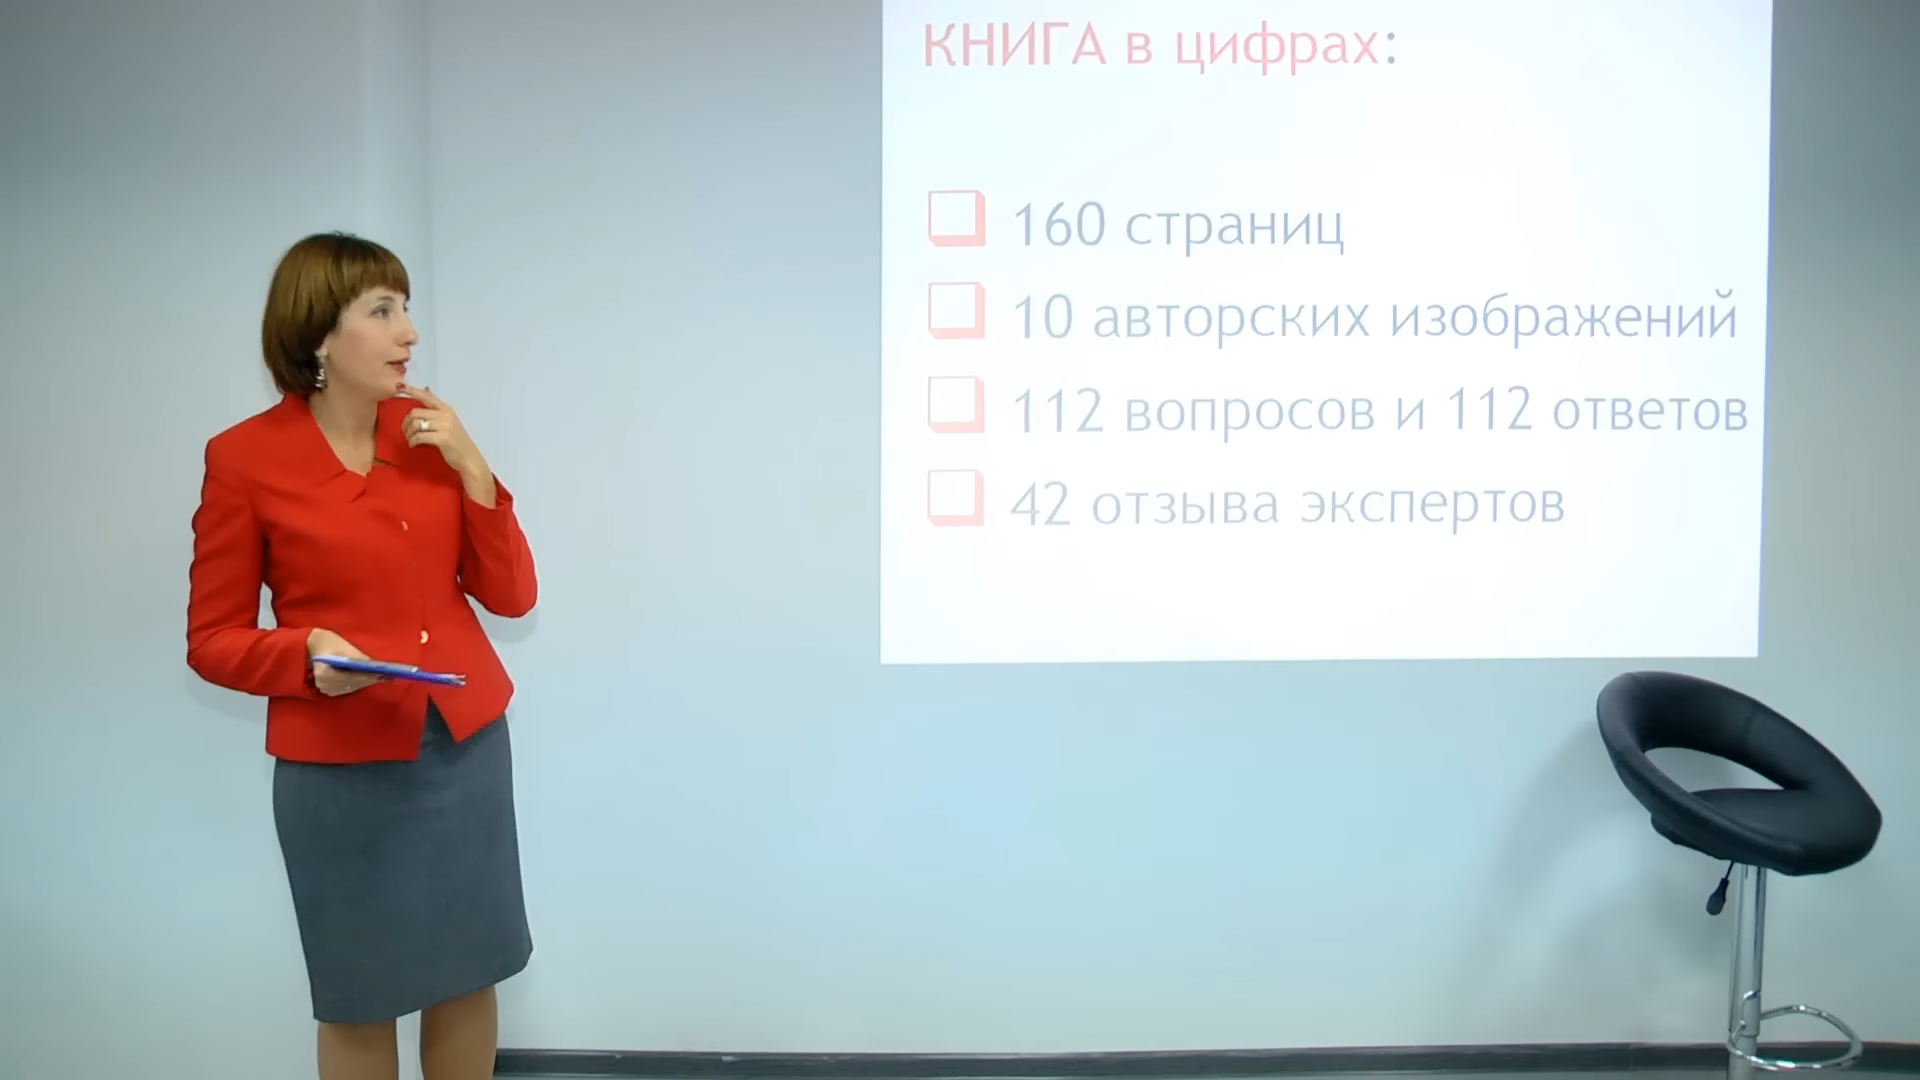 КНИГА в цифрах:
160 страниц
10 авторских изображений
112 вопросов и 112 ответов
42 отзыва экспертов